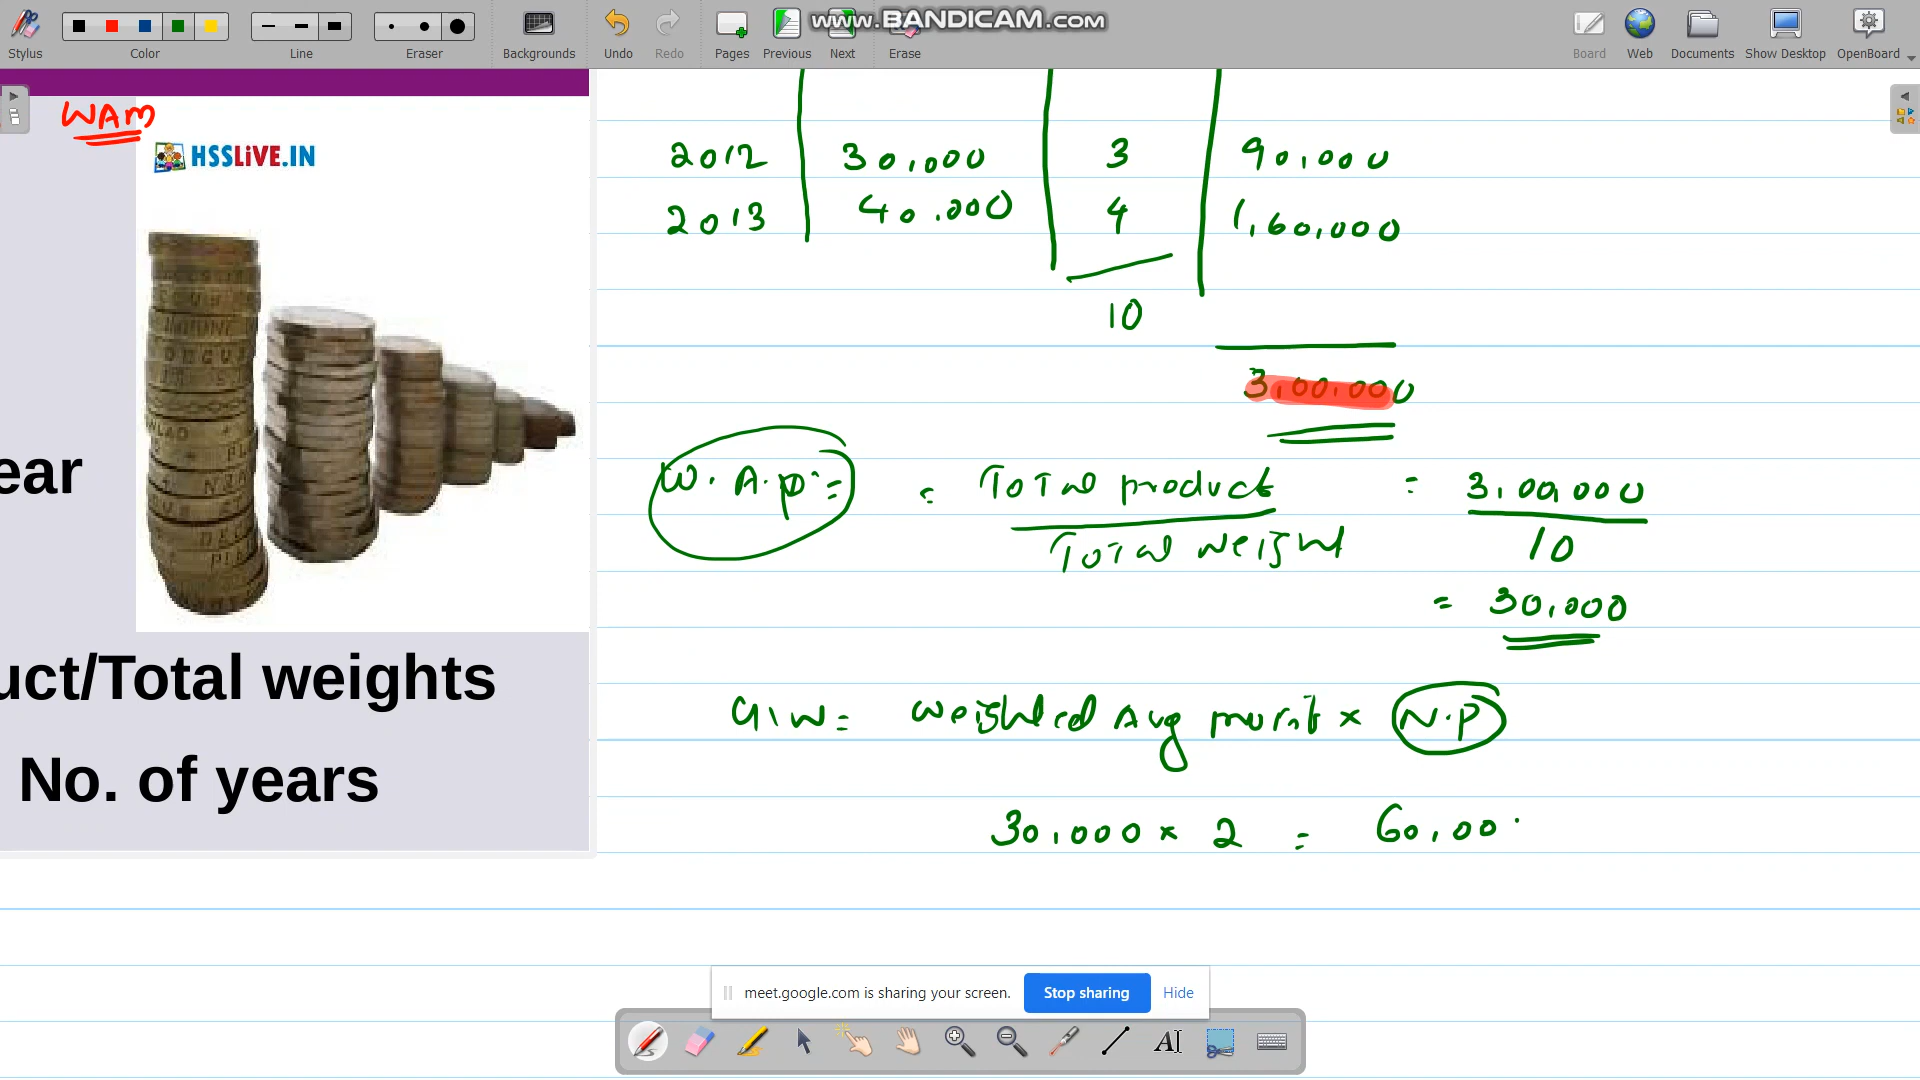 www.BANDICAM.com
Stylus Color Line Eraser Backgrounds Undo Redo Pages Previous Next Erase Board Web Documents Show Desktop OpenBoard
WAM
HSSLiVE.IN
ear
uct/Total weights
No. of years
2012 30,000 3 90,000
2013 40,000 4 1,60,000
10
3,00,000
W.A.P = = Total product = 3,00,000
Total weight 10
= 30,000
G/W = weighted Avg × N.P
30,000 × 2 = 60,00
meet.google.com is sharing your screen. Stop sharing Hide